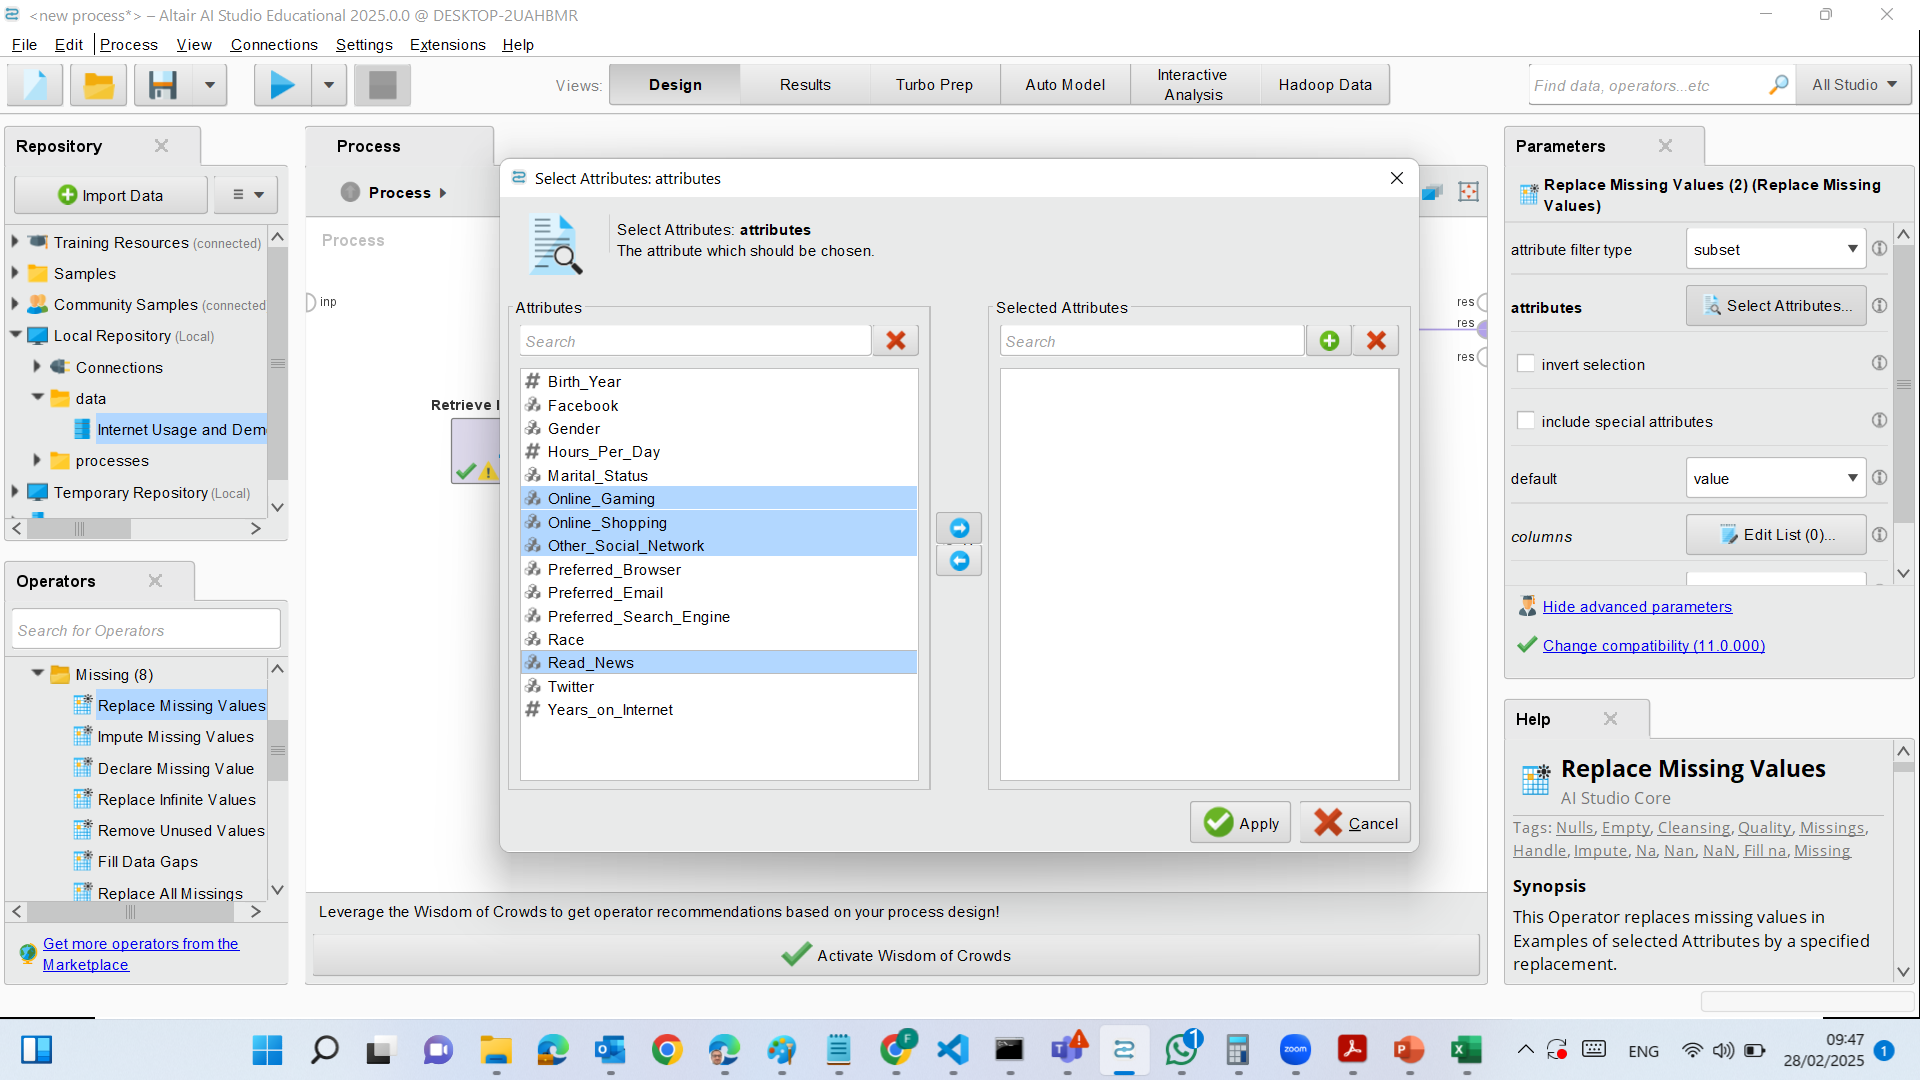 <new process*> – Altair AI Studio Educational 2025.0.0 @ DESKTOP-2UAHBMR
File Edit Process View Connections Settings Extensions Help
Views: Design Results Turbo Prep Auto Model Interactive Analysis Hadoop Data
Find data, operators...etc
All Studio
Repository
Import Data
Training Resources (connected)
Samples
Community Samples (connected
Local Repository (Local)
Connections
data
Internet Usage and Dem
processes
Temporary Repository (Local)
Operators
Search for Operators
Missing (8)
Replace Missing Values
Impute Missing Values
Declare Missing Value
Replace Infinite Values
Remove Unused Values
Fill Data Gaps
Replace All Missings
Get more operators from the
Marketplace
Process
Process
Process
inp
Retrieve I
res
res
res
Select Attributes: attributes
Select Attributes: attributes
The attribute which should be chosen.
Attributes
Search
Birth_Year
Facebook
Gender
Hours_Per_Day
Marital_Status
Online_Gaming
Online_Shopping
Other_Social_Network
Preferred_Browser
Preferred_Email
Preferred_Search_Engine
Race
Read_News
Twitter
Years_on_Internet
Selected Attributes
Search
Apply
Cancel
Leverage the Wisdom of Crowds to get operator recommendations based on your process design!
Activate Wisdom of Crowds
Parameters
Replace Missing Values (2) (Replace Missing
Values)
attribute filter type subset
attributes Select Attributes...
invert selection
include special attributes
default value
columns Edit List (0)...
Hide advanced parameters
Change compatibility (11.0.000)
Help
Replace Missing Values
AI Studio Core
Tags: Nulls, Empty, Cleansing, Quality, Missings,
Handle, Impute, Na, Nan, NaN, Fill na, Missing
Synopsis
This Operator replaces missing values in
Examples of selected Attributes by a specified
replacement.
F
1
zoom
ENG
09:47
28/02/2025
1